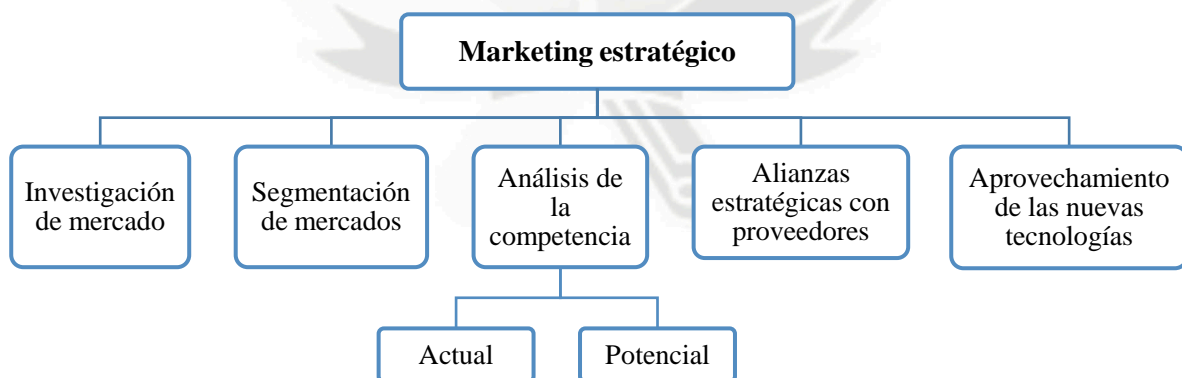 Marketing estratégico
Investigación
de mercado
Segmentación
de mercados
Análisis de
la
competencia
Alianzas
estratégicas con
proveedores
Aprovechamiento
de las nuevas
tecnologías
Actual
Potencial